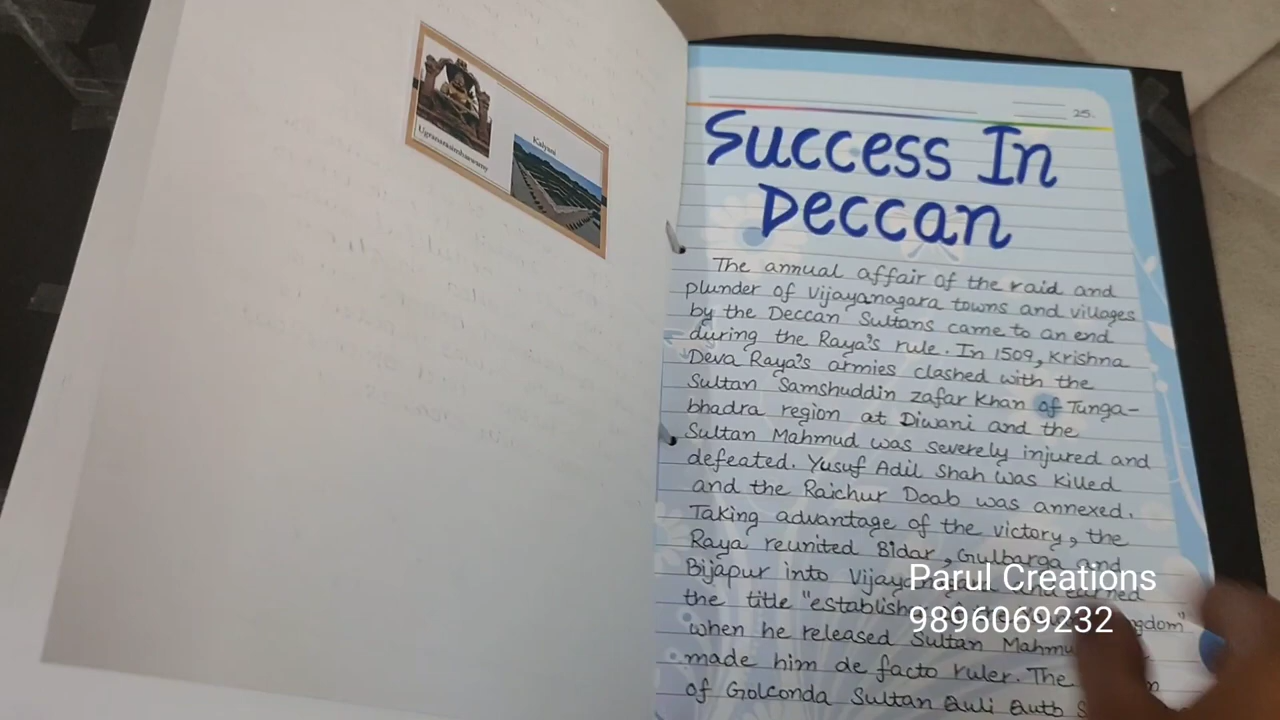 Ugranarasimhaswamy
Kalyani
25.
Success In
Deccan
The annual affair of the raid and
plunder of Vijayanagara towns and villages
by the Deccan Sultans came to an end
during the Raya's rule. In 1509, Krishna
Deva Raya's armies clashed with the
Sultan Samshuddin zafar Khan of Tunga-
bhadra region at Diwani and the
Sultan Mahmud was severely injured and
defeated. Yusuf Adil Shah was killed
and the Raichur Doab was annexed.
Taking advantage of the victory, the
Raya reunited Bidar, Gulbarga and
Bijapur into
the title
when he released Sultan
made him de facto ruler. The
of Golconda Sultan Quli Qutb
Parul Creations
9896069232